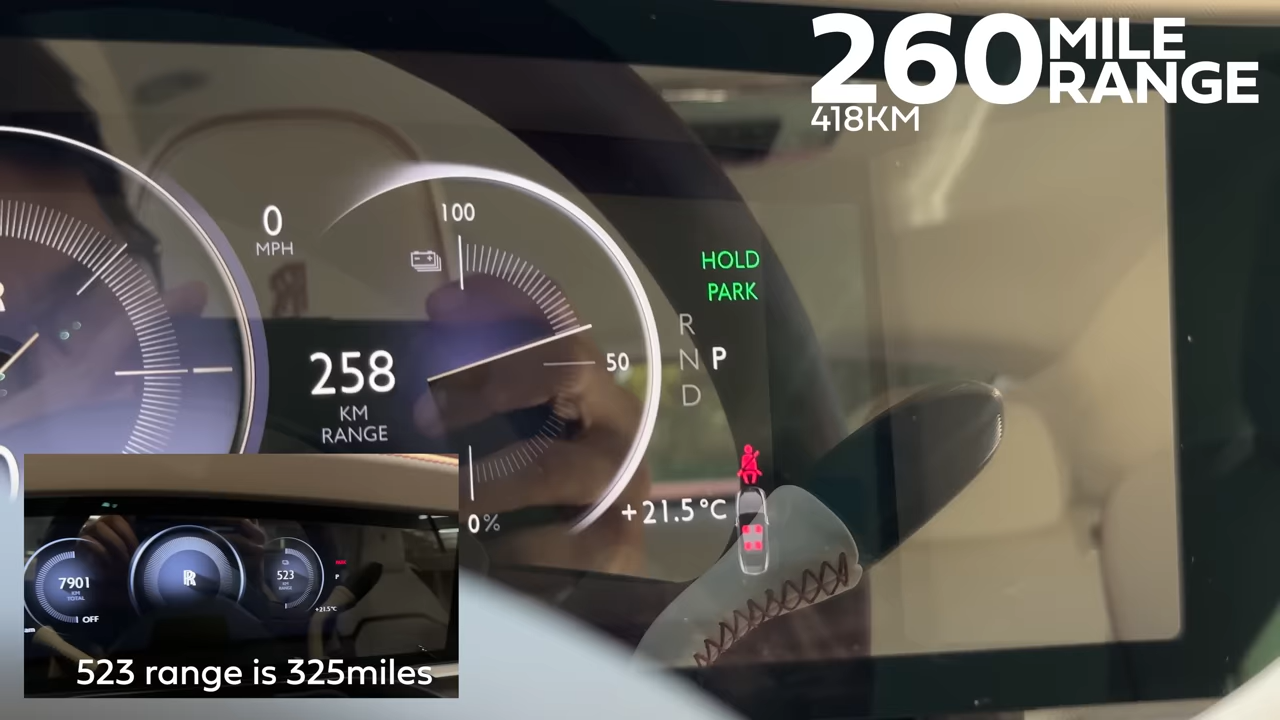 260 MILE
RANGE
418KM
0
MPH
100
HOLD
PARK
R
N P
D
258
KM
RANGE
50
0%
+21.5°C
7901
KM
TOTAL
OFF
R
523
KM
RANGE
P
+21.5°C
523 range is 325miles